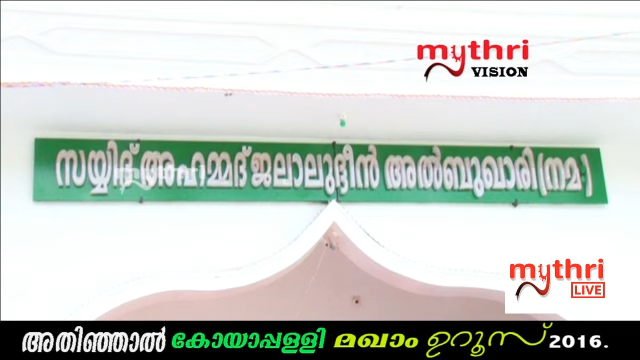 mythri
VISION
സയ്യിദ് അഹമ്മദ് ജലാലുദ്ദീൻ അൽബുഖാരി (ന.മ)
mythri
LIVE
അതിഞ്ഞാൽ കോയാപ്പള്ളി മഖാം ഉറൂസ് 2016.